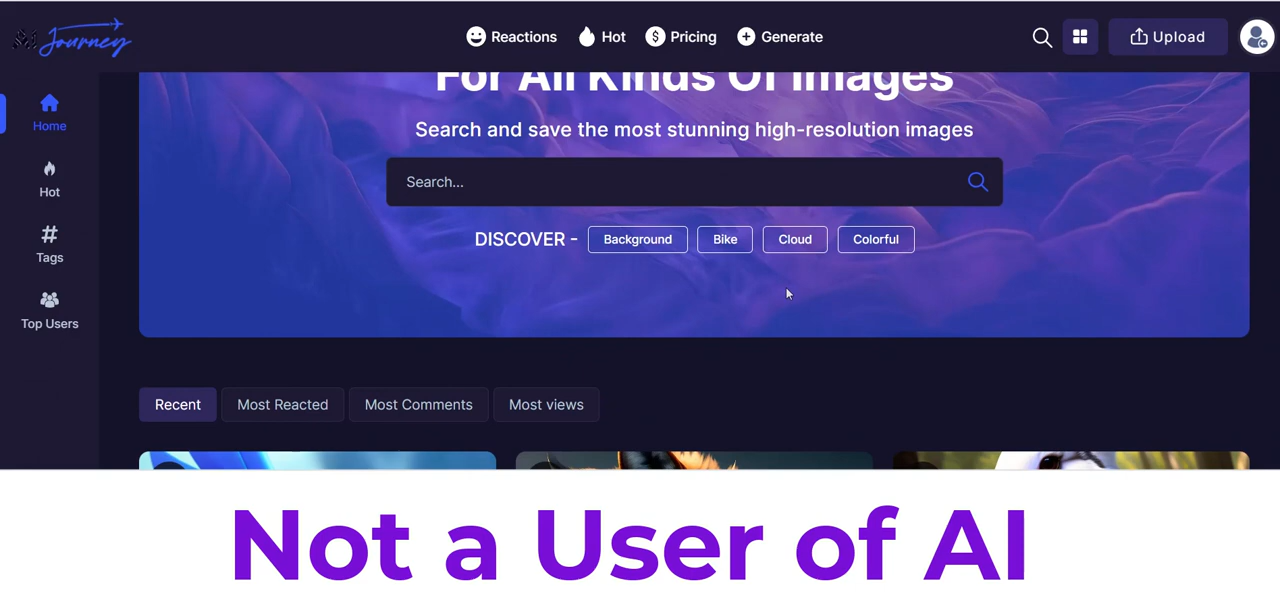 AI Journey
Reactions Hot Pricing Generate
Upload
For All Kinds Of Images
Home
Search and save the most stunning high-resolution images
Search...
Hot
DISCOVER - Background Bike Cloud Colorful
Tags
Top Users
Recent Most Reacted Most Comments Most views
Not a User of AI